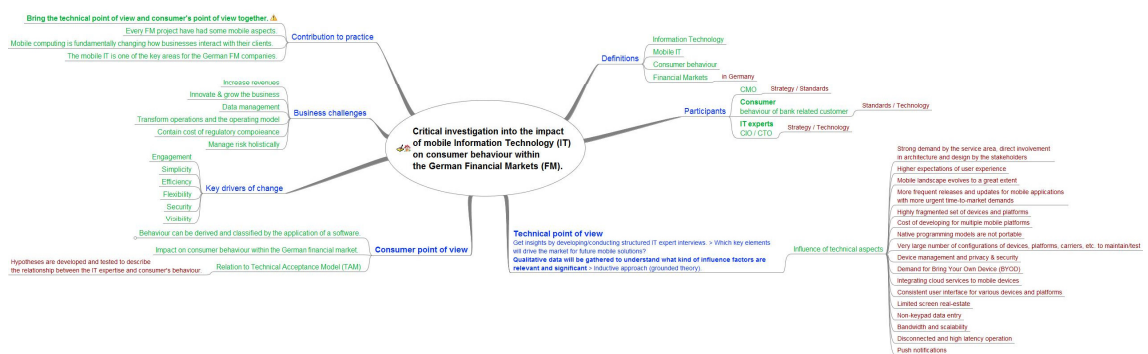 Bring the technical point of view and consumer's point of view together.
Every FM project have had some mobile aspects.
Mobile computing is fundamentally changing how businesses interact with their clients.
The mobile IT is one of the key areas for the German FM companies.
Contribution to practice
Increase revenues
Innovate & grow the business
Data management
Transform operations and the operating model
Contain cost of regulatory compoieance
Manage risk holistically
Business challenges
Engagement
Simplicity
Efficiency
Flexibility
Security
Visibility
Key drivers of change
Behaviour can be derived and classified by the application of a software.
Impact on consumer behaviour within the German financial market.
Hypotheses are developed and tested to describe
the relationship between the IT expertise and consumer's behaviour.
Relation to Technical Acceptance Model (TAM)
Consumer point of view
Critical investigation into the impact
of mobile Information Technology (IT)
on consumer behaviour within
the German Financial Markets (FM).
Definitions
Information Technology
Mobile IT
Consumer behaviour
Financial Markets
in Germany
Participants
CMO
Strategy / Standards
Consumer
behaviour of bank related customer
Standards / Technology
IT experts
CIO / CTO
Strategy / Technology
Technical point of view
Get insights by developing/conducting structured IT expert interviews. > Which key elements
will drive the market for future mobile solutions?
Qualitative data will be gathered to understand what kind of influence factors are
relevant and significant > Inductive approach (grounded theory).
Influence of technical aspects
Strong demand by the service area, direct involvement
in architecture and design by the stakeholders
Higher expectations of user experience
Mobile landscape evolves to a great extent
More frequent releases and updates for mobile applications
with more urgent time-to-market demands
Highly fragmented set of devices and platforms
Cost of developing for multiple mobile platforms
Native programming models are not portable
Very large number of configurations of devices, platforms, carriers, etc. to maintain/test
Device management and privacy & security
Demand for Bring Your Own Device (BYOD)
Integrating cloud services to mobile devices
Consistent user interface for various devices and platforms
Limited screen real-estate
Non-keypad data entry
Bandwidth and scalability
Disconnected and high latency operation
Push notifications